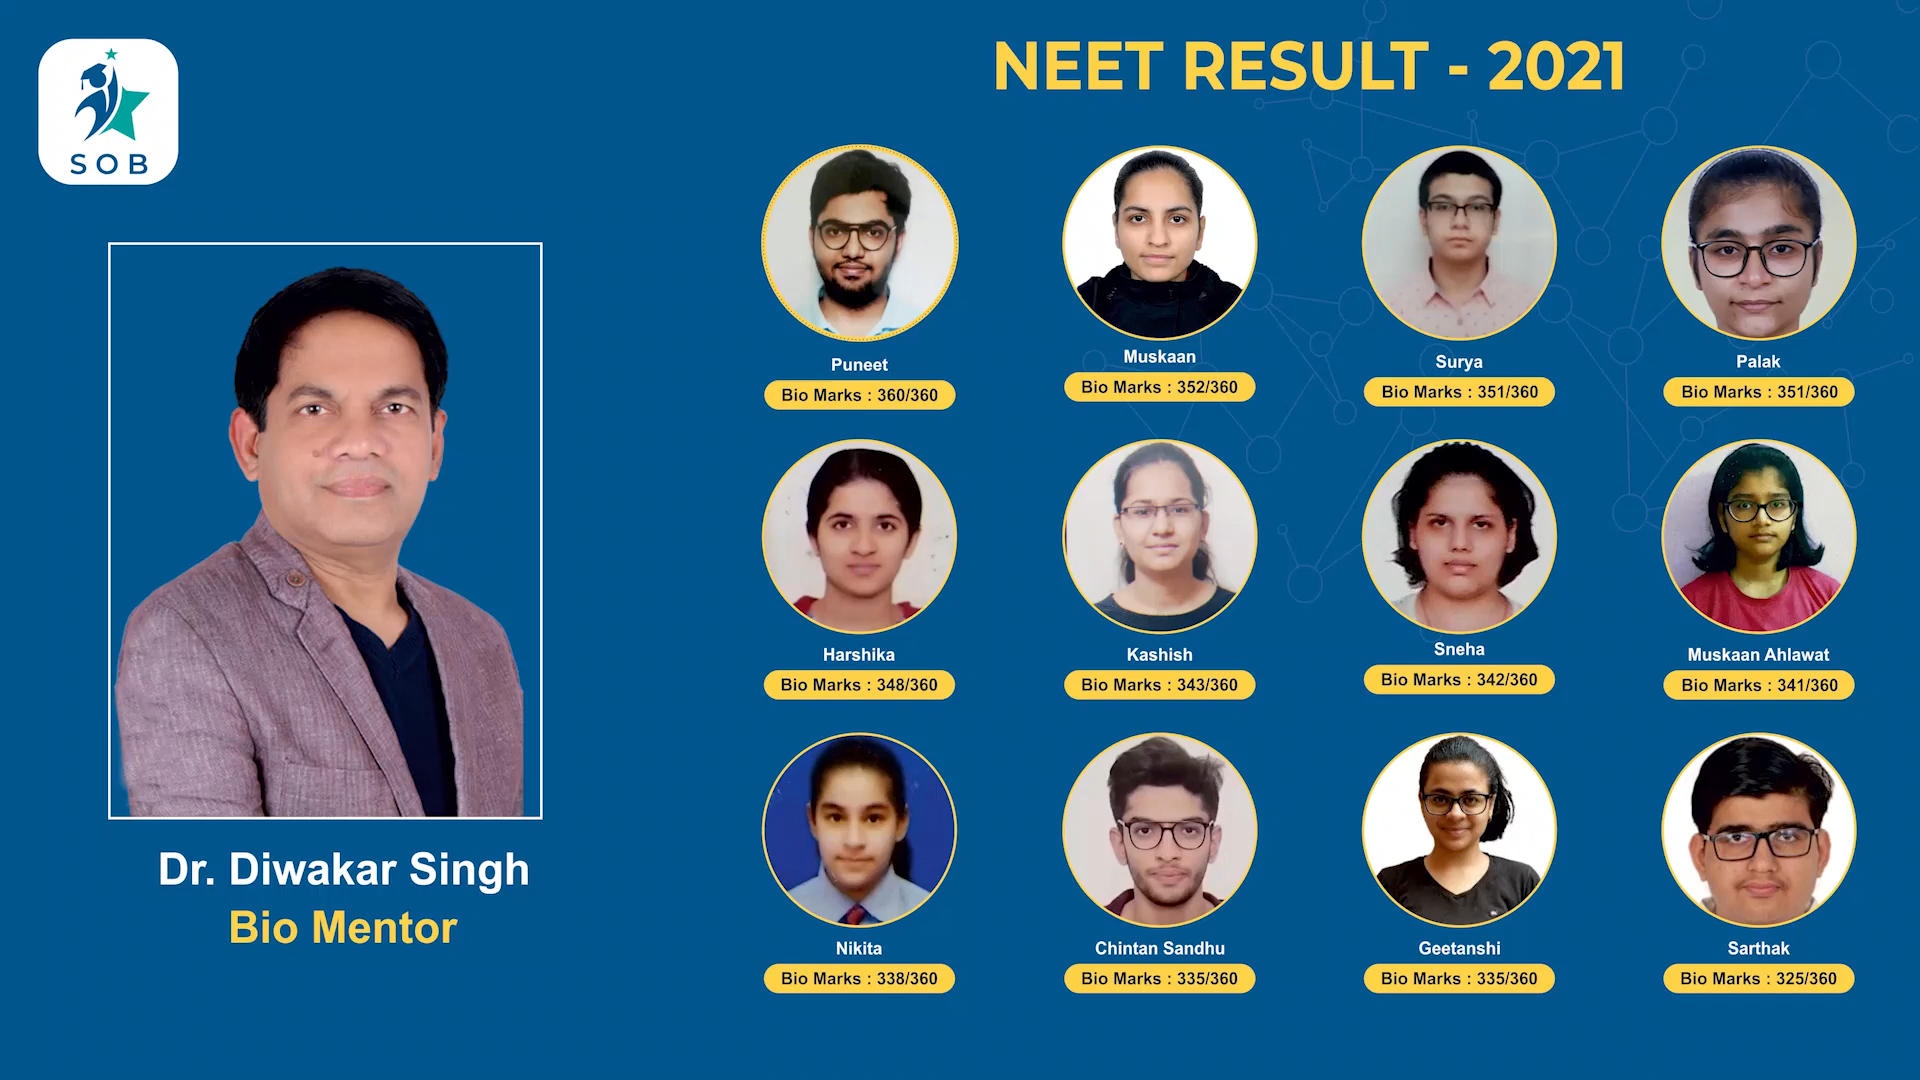 SOB
NEET RESULT - 2021
Dr. Diwakar Singh
Bio Mentor
Puneet
Bio Marks : 360/360
Muskaan
Bio Marks : 352/360
Surya
Bio Marks : 351/360
Palak
Bio Marks : 351/360
Harshika
Bio Marks : 348/360
Kashish
Bio Marks : 343/360
Sneha
Bio Marks : 342/360
Muskaan Ahlawat
Bio Marks : 341/360
Nikita
Bio Marks : 338/360
Chintan Sandhu
Bio Marks : 335/360
Geetanshi
Bio Marks : 335/360
Sarthak
Bio Marks : 325/360